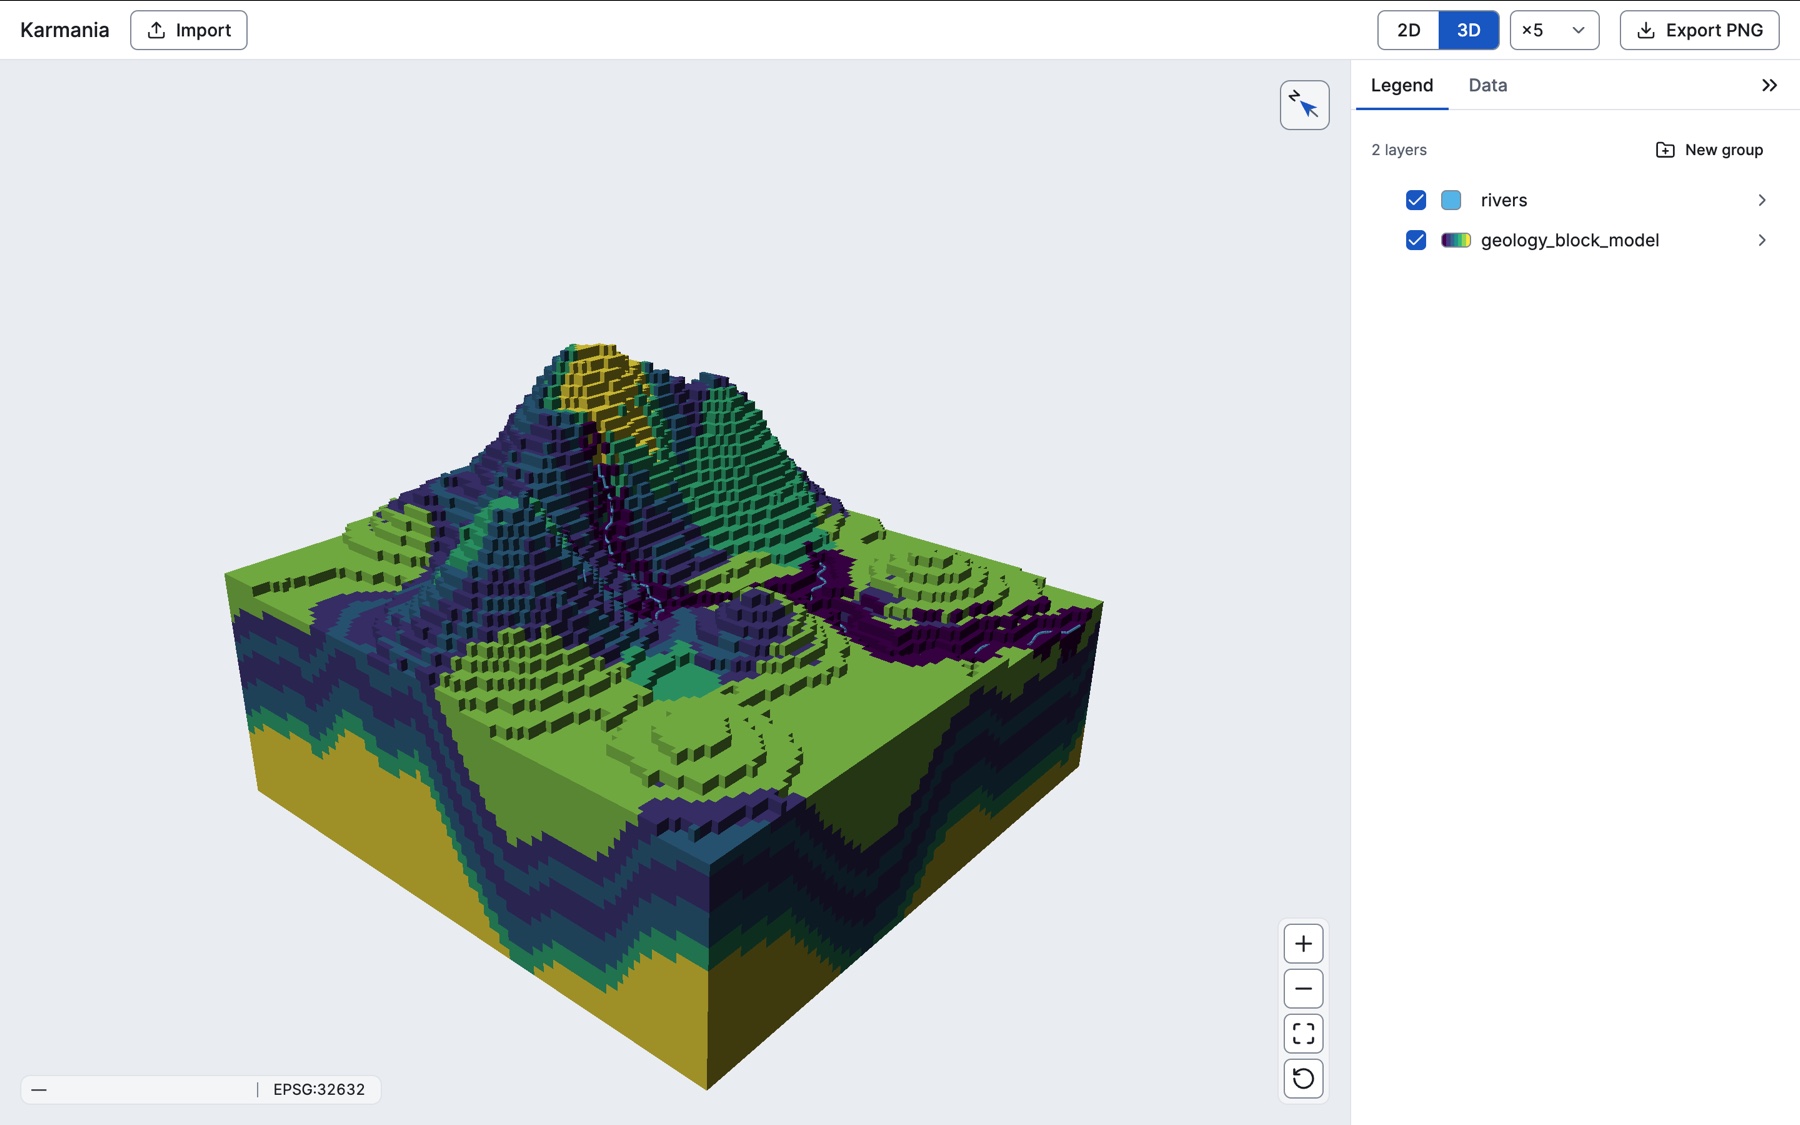 Karmania
Import
2D
3D
×5
Export PNG
Legend
Data
2 layers
New group
rivers
geology_block_model
N
—
| EPSG:32632